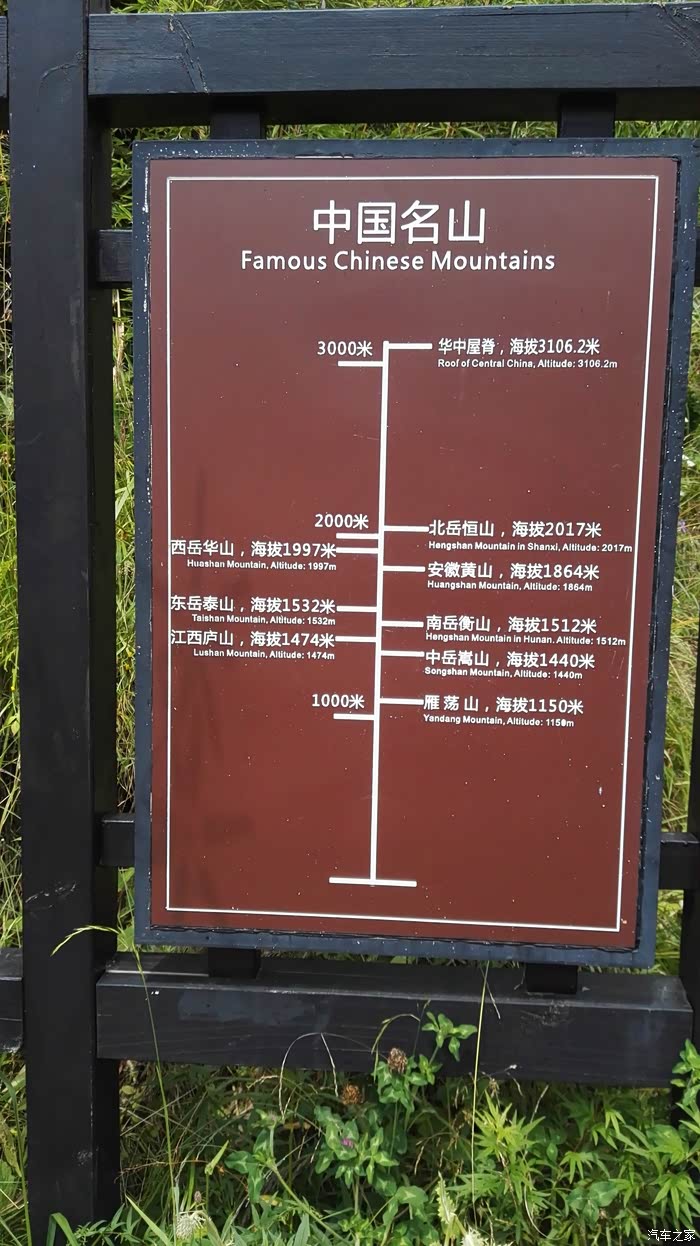 中国名山
Famous Chinese Mountains
3000米
华中屋脊，海拔3106.2米
Roof of Central China, Altitude: 3106.2m
2000米
北岳恒山，海拔2017米
Hengshan Mountain in Shanxi, Altitude: 2017m
西岳华山，海拔1997米
Huashan Mountain, Altitude: 1997m
安徽黄山，海拔1864米
Huangshan Mountain, Altitude: 1864m
东岳泰山，海拔1532米
Taishan Mountain, Altitude: 1532m
南岳衡山，海拔1512米
Hengshan Mountain in Hunan. Altitude: 1512m
江西庐山，海拔1474米
Lushan Mountain, Altitude: 1474m
中岳嵩山，海拔1440米
Songshan Mountain, Altitude: 1440m
1000米
雁荡山，海拔1150米
Yandang Mountain, Altitude: 1150m
汽车之家